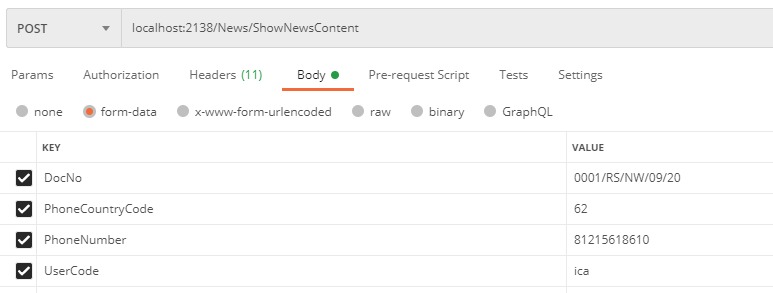 POST localhost:2138/News/ShowNewsContent
Params Authorization Headers (11) Body Pre-request Script Tests Settings
none form-data x-www-form-urlencoded raw binary GraphQL
KEY VALUE
DocNo 0001/RS/NW/09/20
PhoneCountryCode 62
PhoneNumber 81215618610
UserCode ica